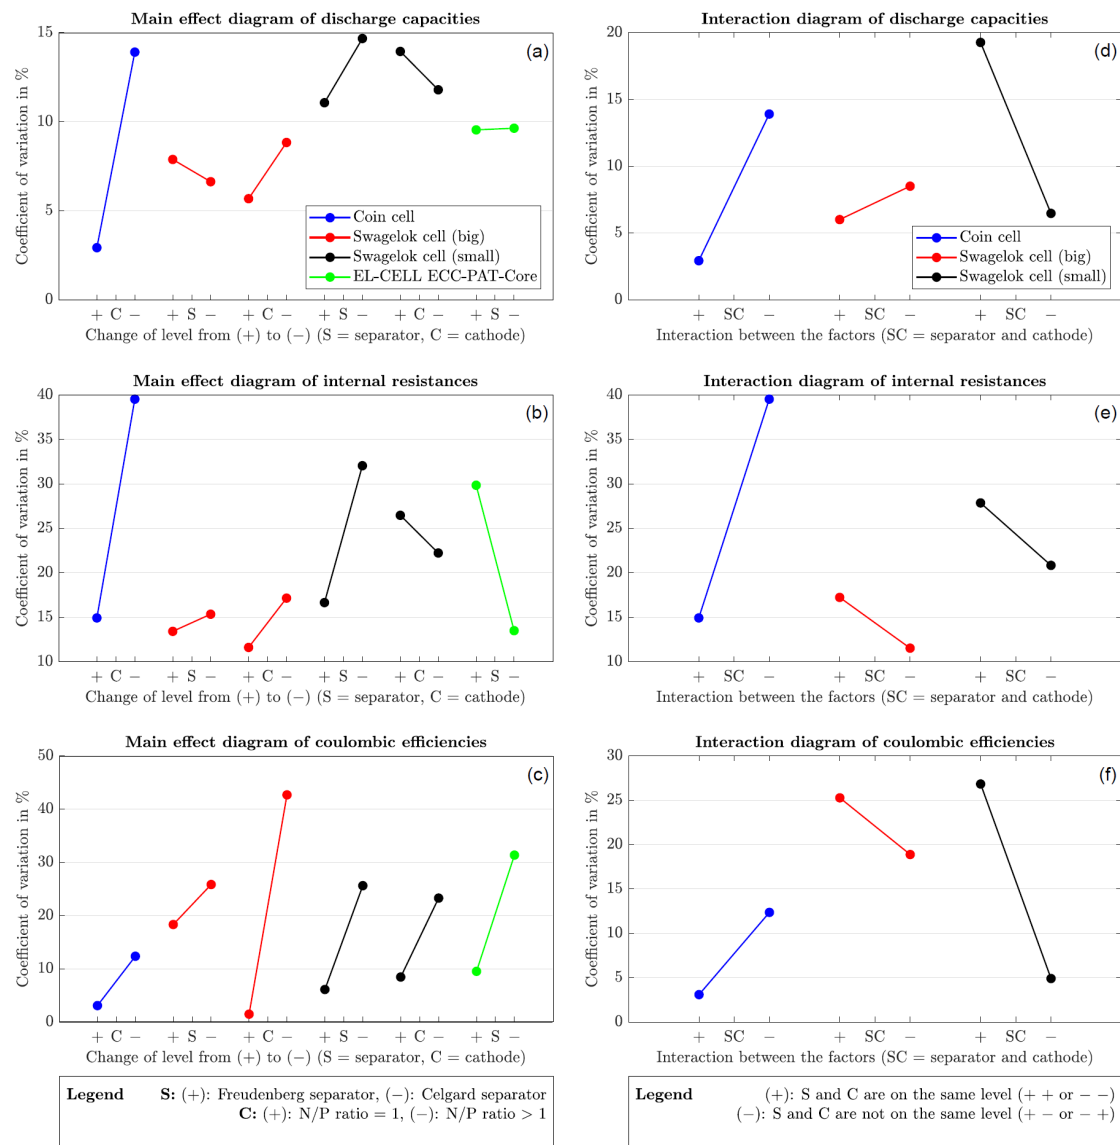 Main effect diagram of discharge capacities
(a)
Coefficient of variation in %
15
10
5
0
Coin cell
Swagelok cell (big)
Swagelok cell (small)
EL-CELL ECC-PAT-Core
+ C − + S − + C − + S − + C − + S −
Change of level from (+) to (−) (S = separator, C = cathode)
Interaction diagram of discharge capacities
(d)
Coefficient of variation in %
20
15
10
5
0
Coin cell
Swagelok cell (big)
Swagelok cell (small)
+ SC − + SC − + SC −
Interaction between the factors (SC = separator and cathode)
Main effect diagram of internal resistances
(b)
Coefficient of variation in %
40
35
30
25
20
15
10
+ C − + S − + C − + S − + C − + S −
Change of level from (+) to (−) (S = separator, C = cathode)
Interaction diagram of internal resistances
(e)
Coefficient of variation in %
40
35
30
25
20
15
10
+ SC − + SC − + SC −
Interaction between the factors (SC = separator and cathode)
Main effect diagram of coulombic efficiencies
(c)
Coefficient of variation in %
50
40
30
20
10
0
+ C − + S − + C − + S − + C − + S −
Change of level from (+) to (−) (S = separator, C = cathode)
Interaction diagram of coulombic efficiencies
(f)
Coefficient of variation in %
30
25
20
15
10
5
0
+ SC − + SC − + SC −
Interaction between the factors (SC = separator and cathode)
Legend S: (+): Freudenberg separator, (−): Celgard separator
C: (+): N/P ratio = 1, (−): N/P ratio > 1
Legend (+): S and C are on the same level (+ + or − −)
(−): S and C are not on the same level (+ − or − +)